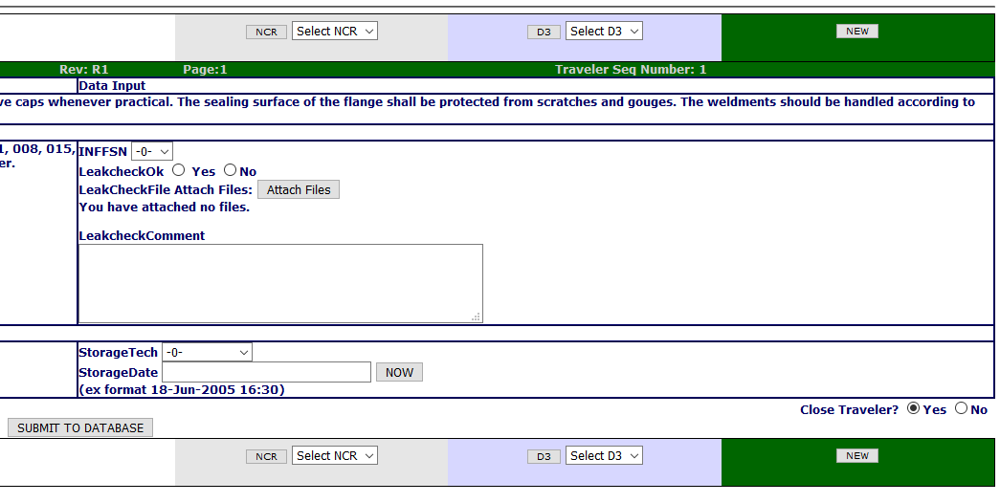 NCR Select NCR D3 Select D3 NEW
Rev: R1 Page:1 Traveler Seq Number: 1
Data Input
ve caps whenever practical. The sealing surface of the flange shall be protected from scratches and gouges. The weldments should be handled according to
1, 008, 015,
er.
INFFSN -0-
LeakcheckOk Yes No
LeakCheckFile Attach Files: Attach Files
You have attached no files.
LeakcheckComment
StorageTech -0-
StorageDate NOW
(ex format 18-Jun-2005 16:30)
Close Traveler? Yes No
SUBMIT TO DATABASE
NCR Select NCR D3 Select D3 NEW